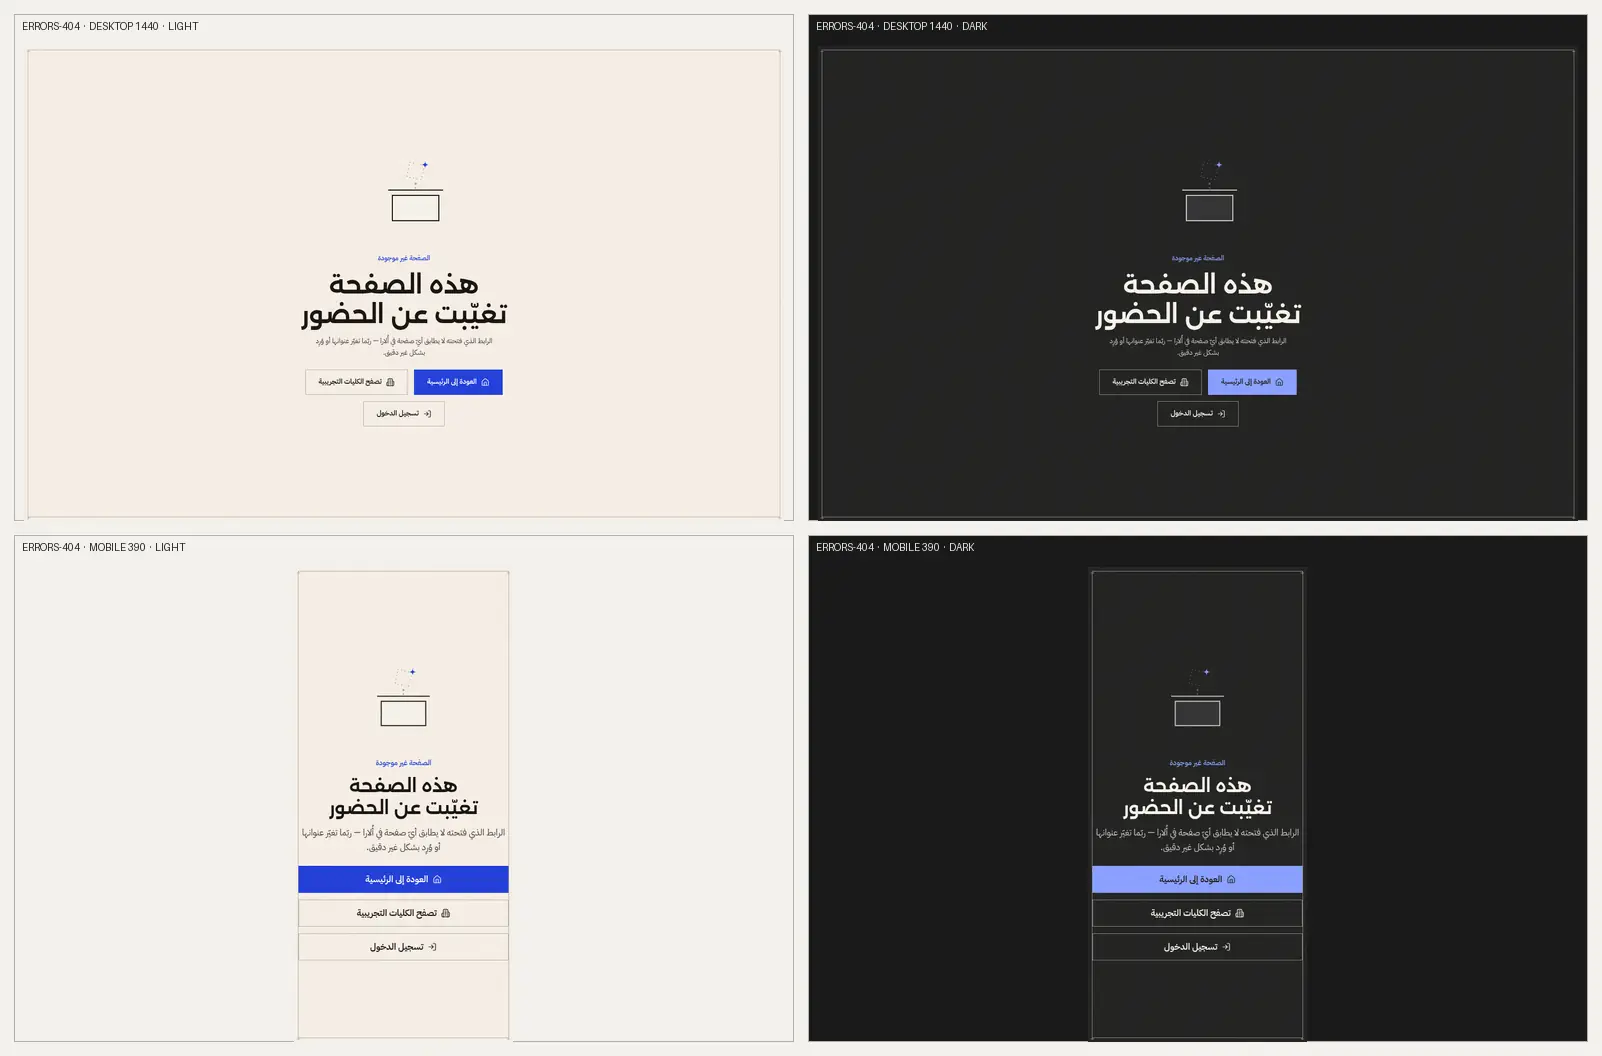 ERRORS-404 · DESKTOP 1440 · LIGHT
الصفحة غير موجودة
هذه الصفحة
تغيّبت عن الحضور
الرابط الذي فتحته لا يطابق أيّ صفحة في ألارا — ربّما تغيّر عنوانها أو وُرِد
بشكل غير دقيق.
العودة إلى الرئيسية
تصفح الكليات التجريبية
تسجيل الدخول
ERRORS-404 · DESKTOP 1440 · DARK
الصفحة غير موجودة
هذه الصفحة
تغيّبت عن الحضور
الرابط الذي فتحته لا يطابق أيّ صفحة في ألارا — ربّما تغيّر عنوانها أو وُرِد
بشكل غير دقيق.
العودة إلى الرئيسية
تصفح الكليات التجريبية
تسجيل الدخول
ERRORS-404 · MOBILE 390 · LIGHT
الصفحة غير موجودة
هذه الصفحة
تغيّبت عن الحضور
الرابط الذي فتحته لا يطابق أيّ صفحة في ألارا — ربّما تغيّر عنوانها
أو وُرِد بشكل غير دقيق.
العودة إلى الرئيسية
تصفح الكليات التجريبية
تسجيل الدخول
ERRORS-404 · MOBILE 390 · DARK
الصفحة غير موجودة
هذه الصفحة
تغيّبت عن الحضور
الرابط الذي فتحته لا يطابق أيّ صفحة في ألارا — ربّما تغيّر عنوانها
أو وُرِد بشكل غير دقيق.
العودة إلى الرئيسية
تصفح الكليات التجريبية
تسجيل الدخول